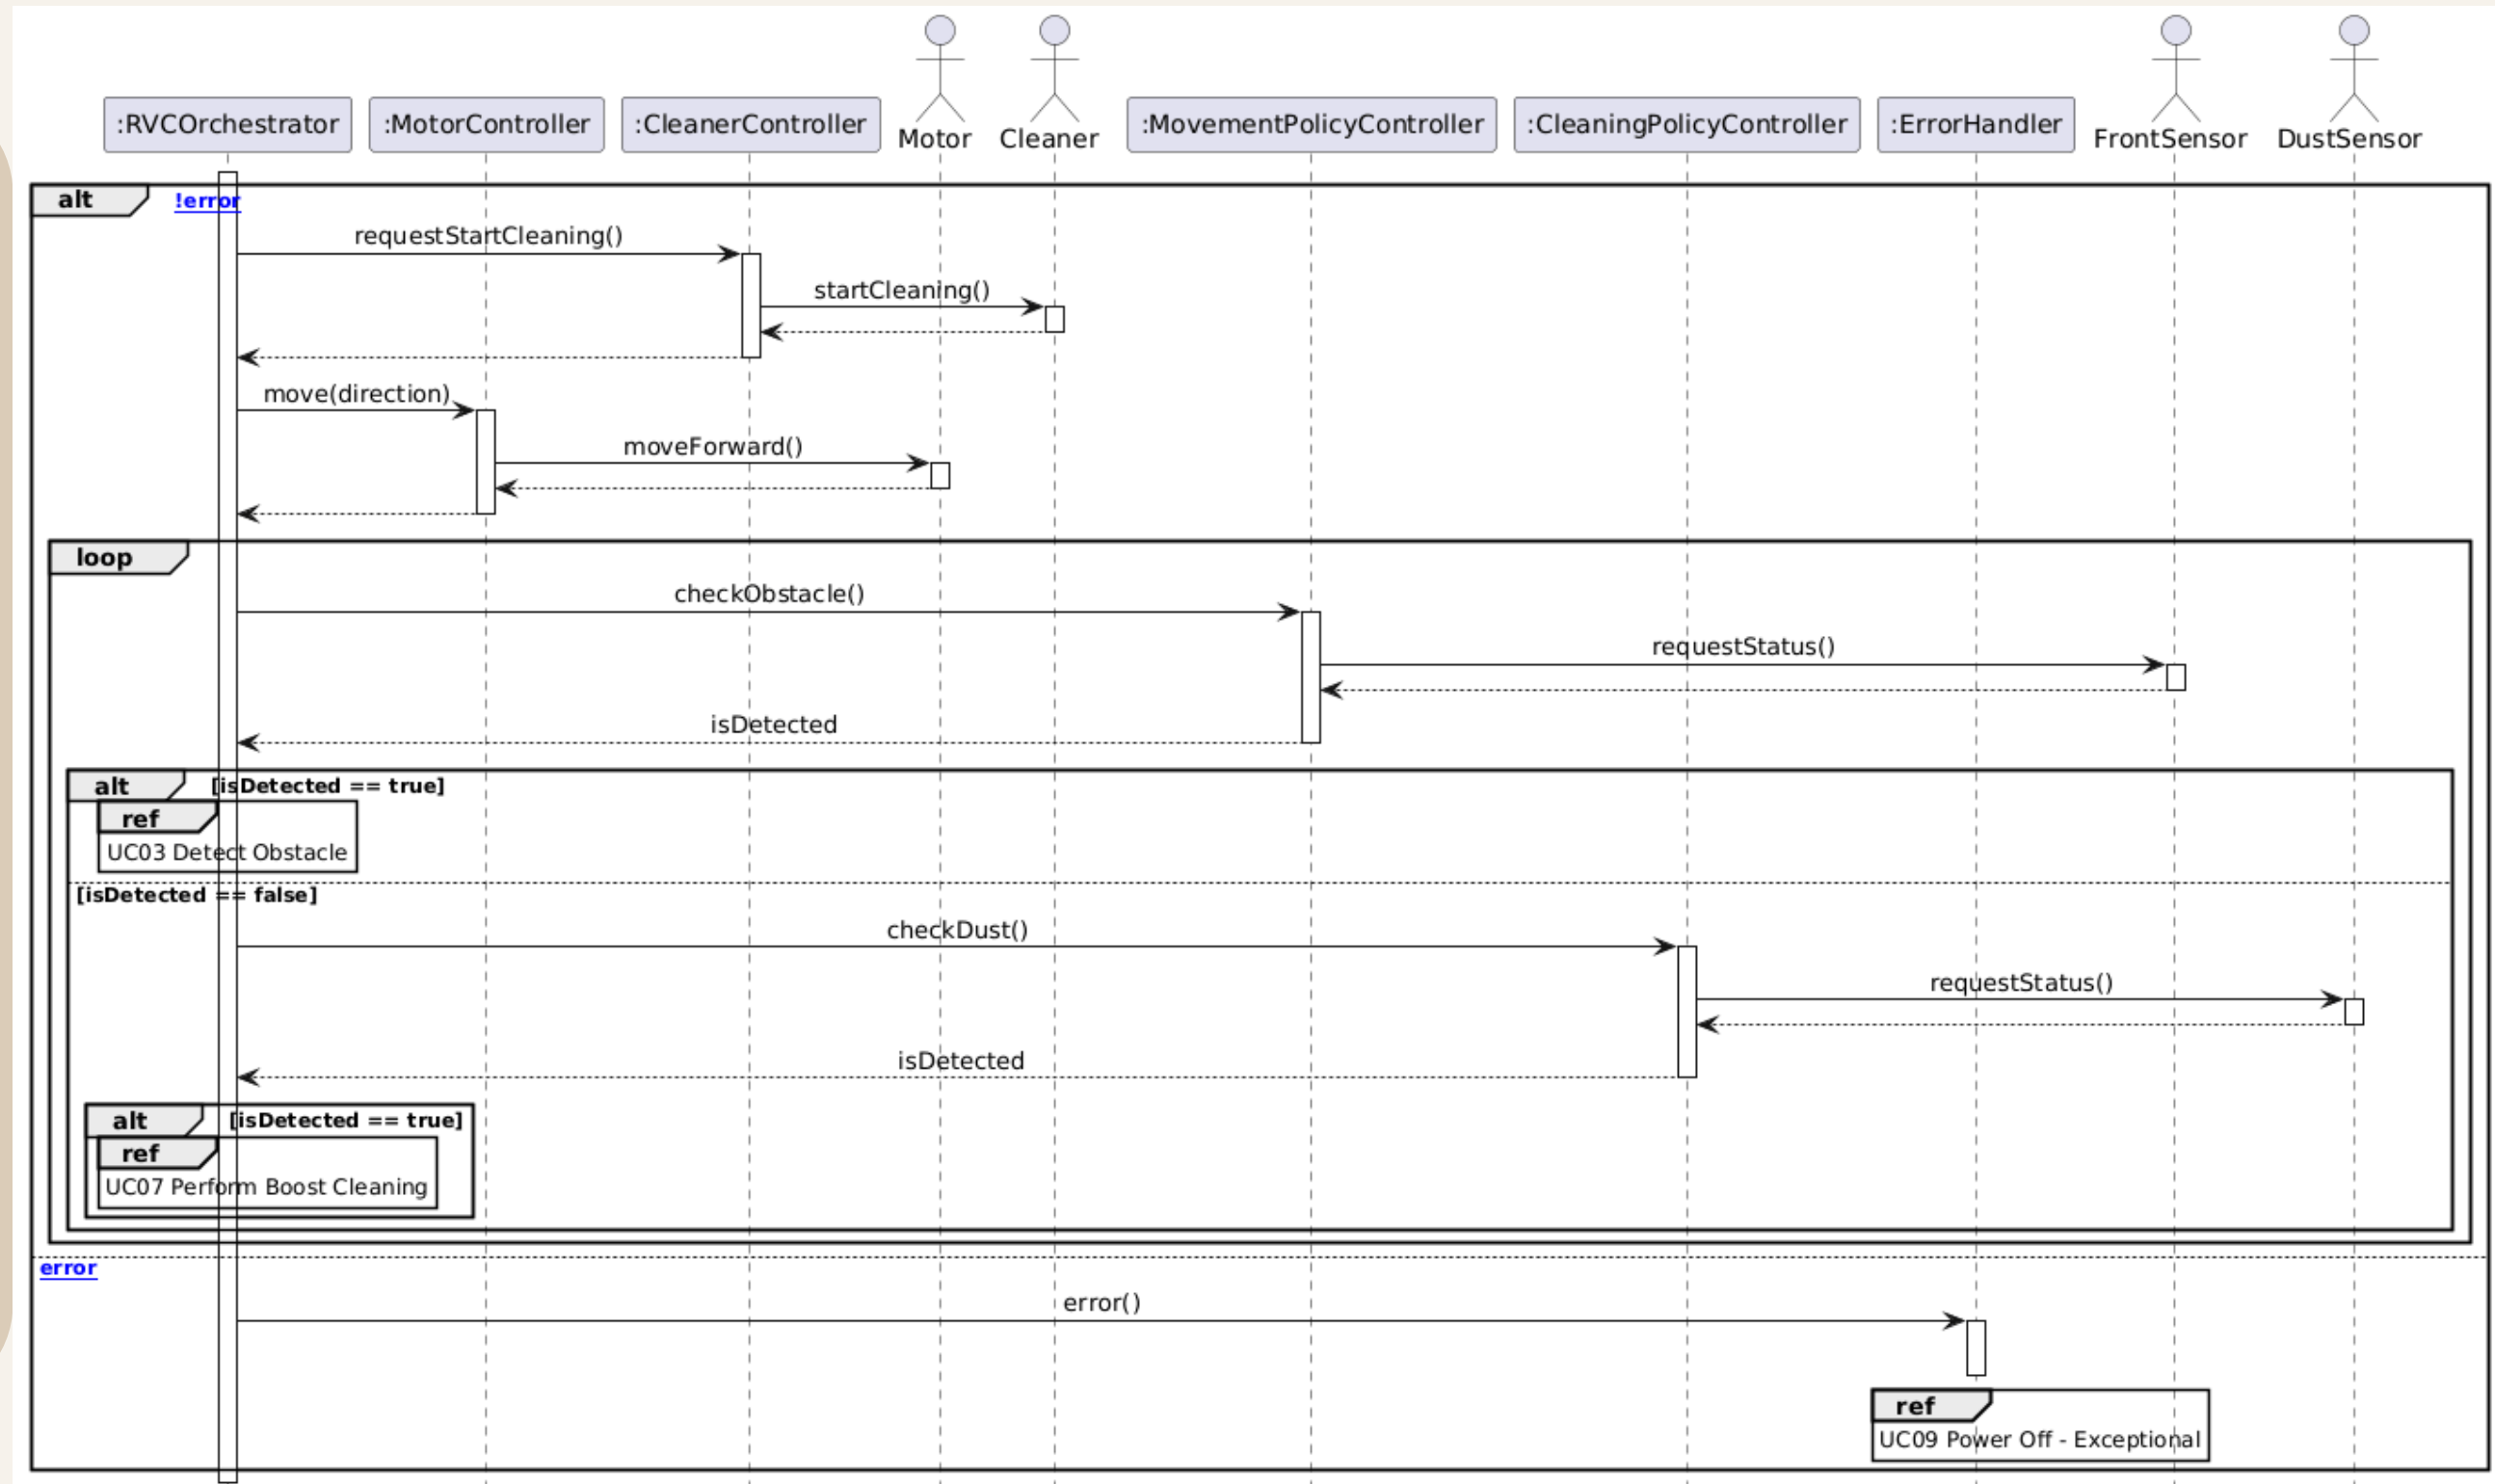 :RVCOrchestrator
:MotorController
:CleanerController
Motor
Cleaner
:MovementPolicyController
:CleaningPolicyController
:ErrorHandler
FrontSensor
DustSensor
alt
!error
requestStartCleaning()
startCleaning()
move(direction)
moveForward()
loop
checkObstacle()
requestStatus()
isDetected
alt
[isDetected == true]
ref
UC03 Detect Obstacle
[isDetected == false]
checkDust()
requestStatus()
isDetected
alt
[isDetected == true]
ref
UC07 Perform Boost Cleaning
error
error()
ref
UC09 Power Off - Exceptional